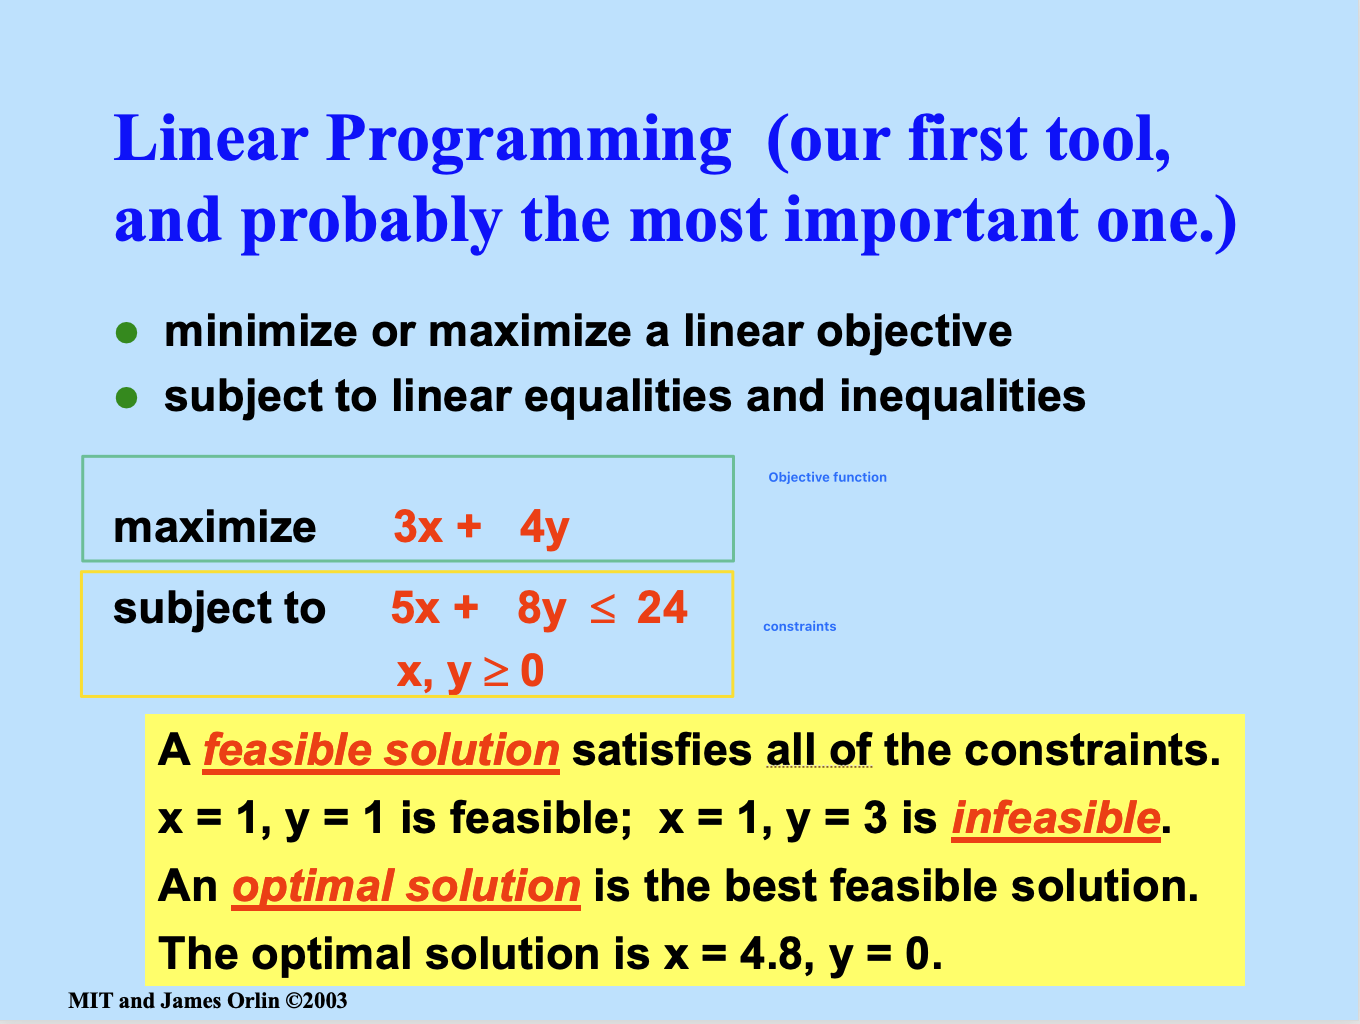 Linear Programming (our first tool,
and probably the most important one.)
● minimize or maximize a linear objective
● subject to linear equalities and inequalities
Objective function
maximize 3x + 4y
subject to 5x + 8y ≤ 24
constraints
x, y ≥ 0
A feasible solution satisfies all of the constraints.
x = 1, y = 1 is feasible; x = 1, y = 3 is infeasible.
An optimal solution is the best feasible solution.
The optimal solution is x = 4.8, y = 0.
MIT and James Orlin ©2003